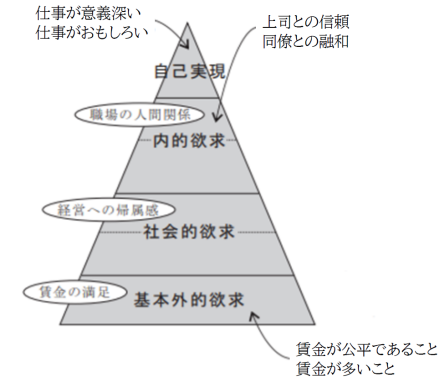 仕事が意義深い
仕事がおもしろい
上司との信頼
同僚との融和
自己実現
職場の人間関係
内的欲求
経営への帰属感
社会的欲求
賃金の満足
基本外的欲求
賃金が公平であること
賃金が多いこと